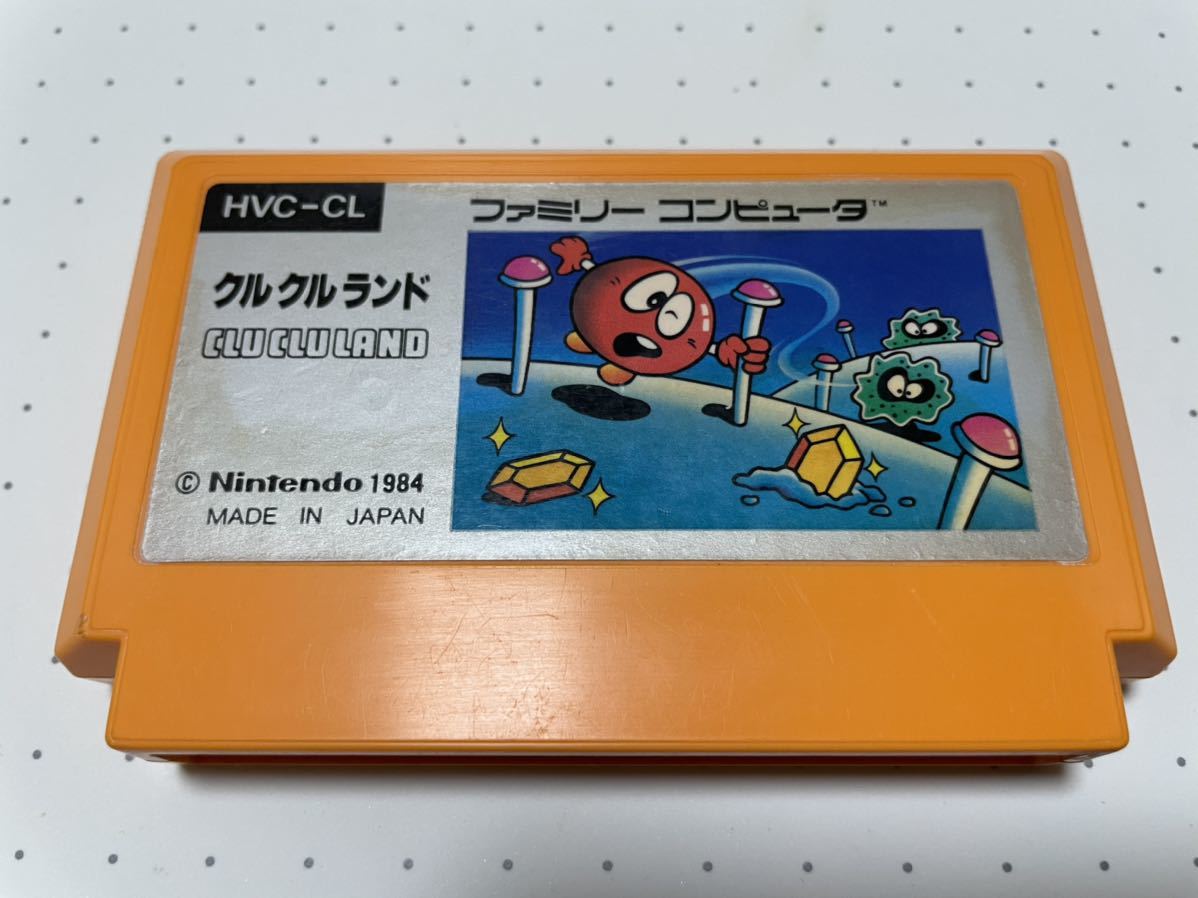 HVC-CL
ファミリー コンピュータ™
クルクルランド
CLU CLU LAND
© Nintendo 1984
MADE IN JAPAN